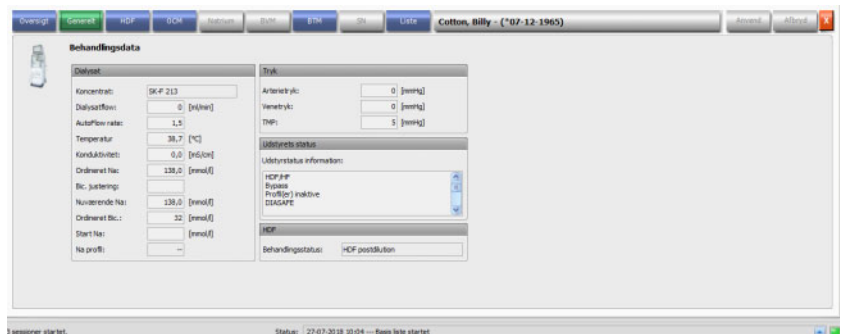 Oversigt Generelt HDF OCM Natrium BVM BTM SN Liste Cotton, Billy - (*07-12-1965) Anvend Afbryd X
Behandlingsdata
Dialysat
Koncentrat: SK-F 213
Dialysatflow: 0 [ml/min]
AutoFlow rate: 1,5
Temperatur 38,7 [°C]
Konduktivitet: 0,0 [mS/cm]
Ordineret Na: 138,0 [mmol/l]
Bic. justering:
Nuværende Na: 138,0 [mmol/l]
Ordineret Bic.: 32 [mmol/l]
Start Na: [mmol/l]
Na profil: --
Tryk
Arterietryk: 0 [mmHg]
Venetryk: 0 [mmHg]
TMP: 5 [mmHg]
Udstyrets status
Udstyrstatus information:
HDF/HF
Bypass
Profil(er) inaktive
DIASAFE
HDF
Behandlingsstatus: HDF postdilution
sessioner startet. Status: 27-07-2018 10:04 --- Basis liste startet